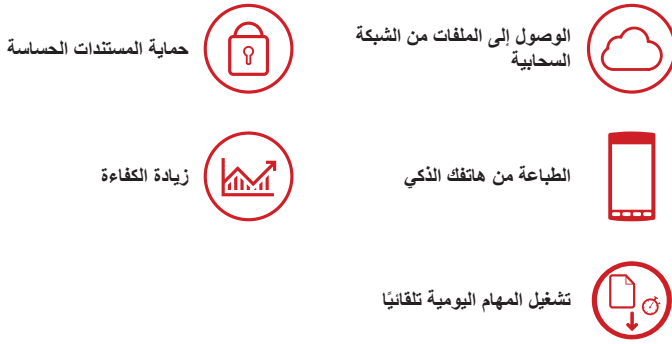 الوصول إلى الملفات من الشبكة
السحابية
حماية المستندات الحساسة
الطباعة من هاتفك الذكي
زيادة الكفاءة
تشغيل المهام اليومية تلقائيًا